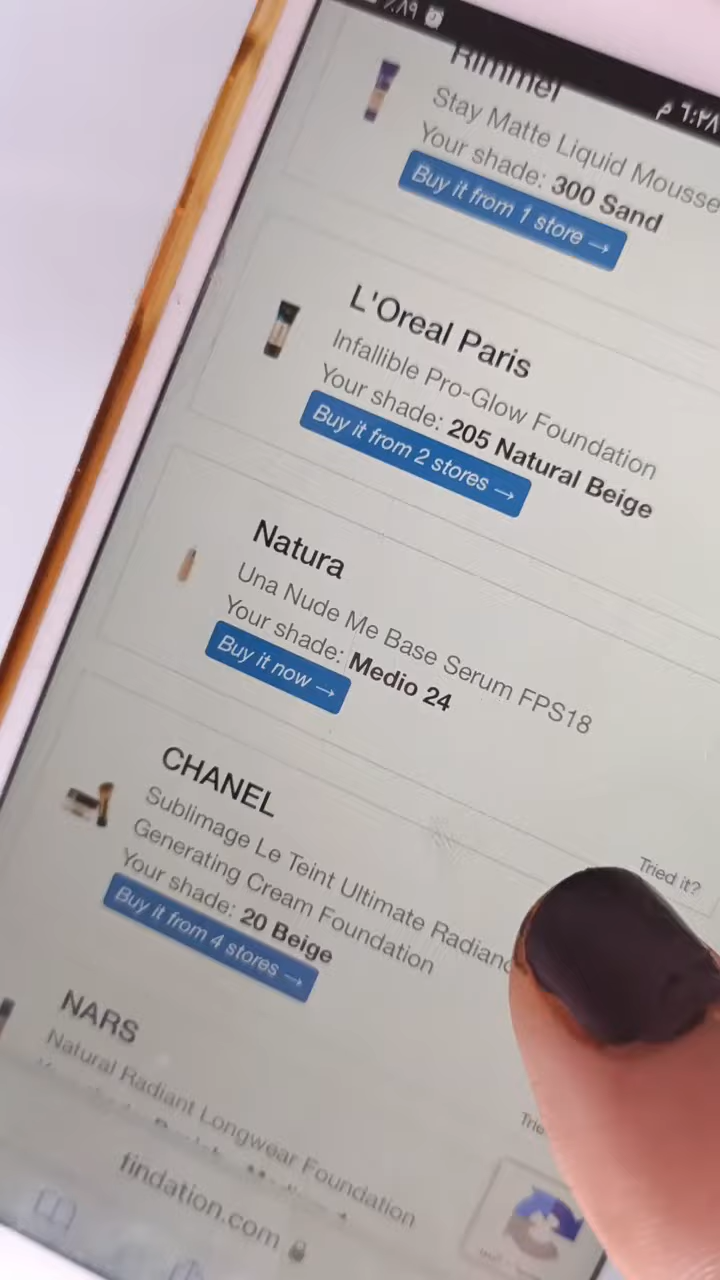 ٪٨٩
٦:٢٨ م
Rimmel
Stay Matte Liquid Mousse
Your shade: 300 Sand
Buy it from 1 store →
L'Oreal Paris
Infallible Pro-Glow Foundation
Your shade: 205 Natural Beige
Buy it from 2 stores →
Natura
Una Nude Me Base Serum FPS18
Your shade: Medio 24
Buy it now →
Tried it?
CHANEL
Sublimage Le Teint Ultimate
Generating Cream Foundation
Your shade: 20 Beige
Buy it from 4 stores →
NARS
Natural Radiant Longwear Foundation
findation.com